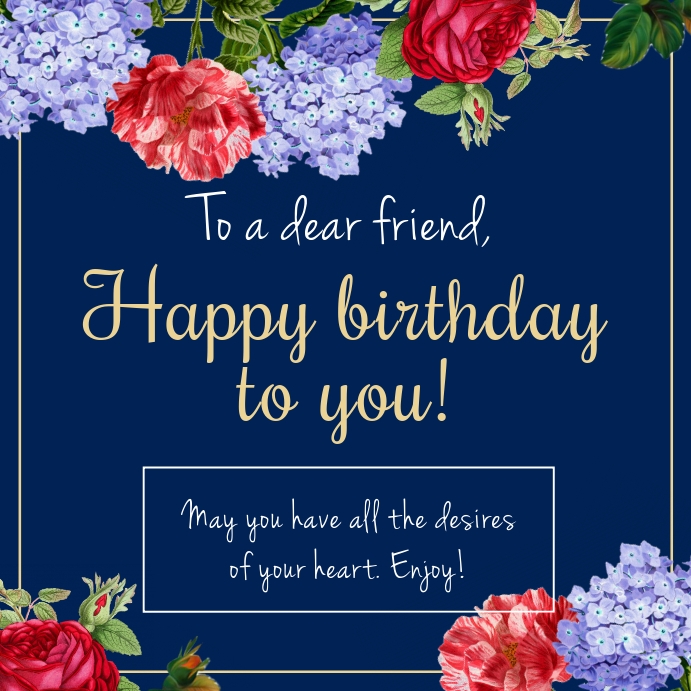 To a dear friend,
Happy birthday
to you!
May you have all the desires
of your heart. Enjoy!